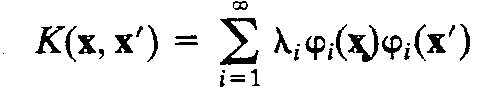 K(x, x′) = ∑_{i=1}^{∞} λ_i φ_i(x) φ_i(x′)